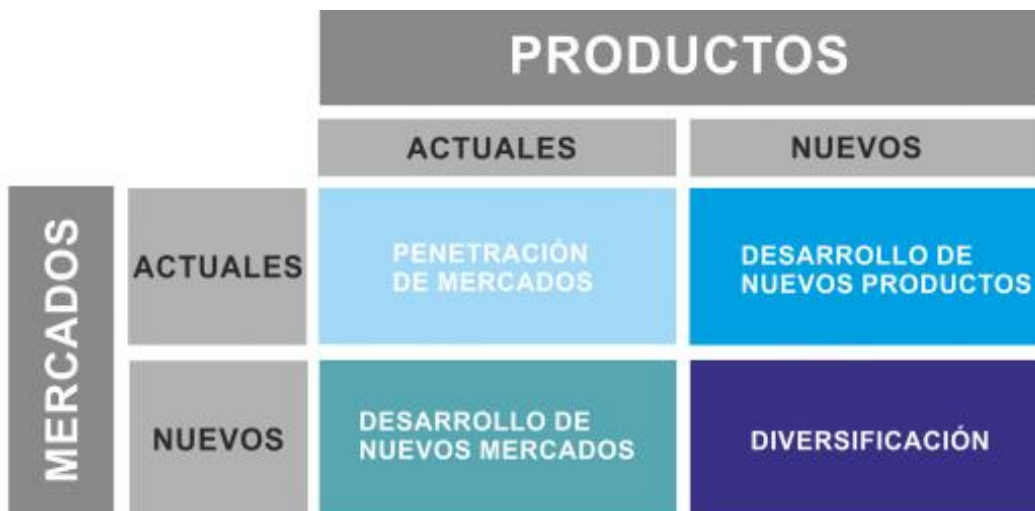 PRODUCTOS
ACTUALES
NUEVOS
MERCADOS
ACTUALES
PENETRACIÓN
DE MERCADOS
DESARROLLO DE
NUEVOS PRODUCTOS
NUEVOS
DESARROLLO DE
NUEVOS MERCADOS
DIVERSIFICACIÓN